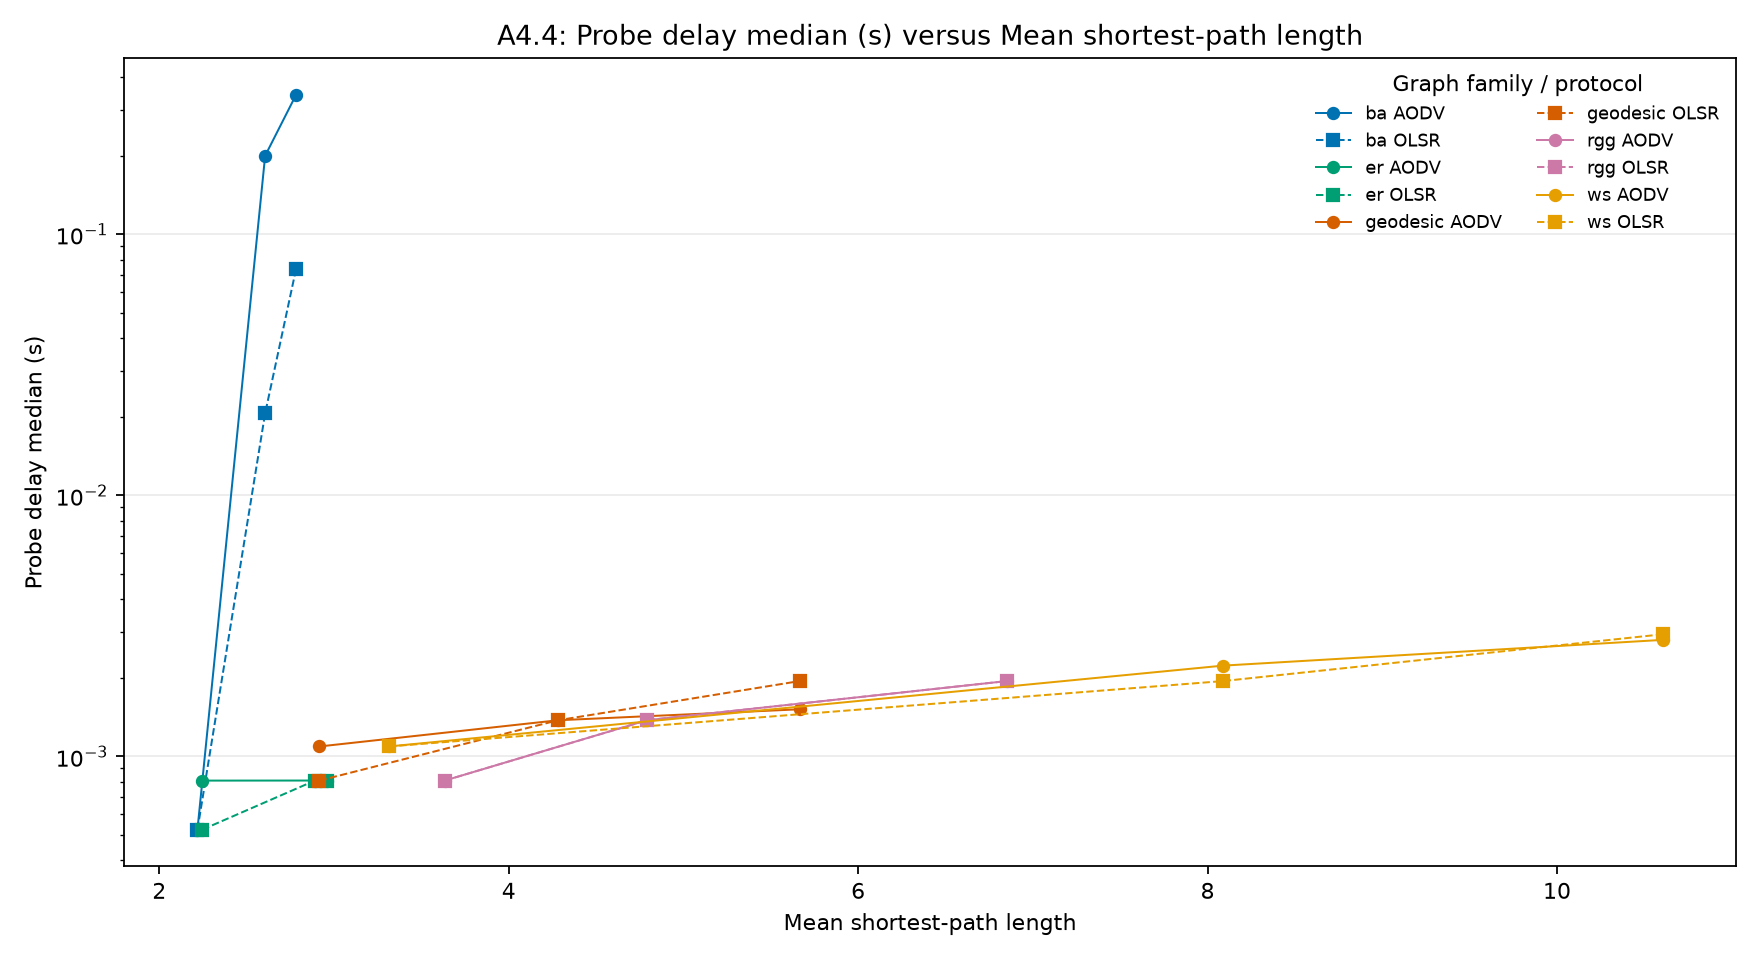 A4.4: Probe delay median (s) versus Mean shortest-path length
Graph family / protocol
ba AODV
ba OLSR
er AODV
er OLSR
geodesic AODV
geodesic OLSR
rgg AODV
rgg OLSR
ws AODV
ws OLSR
Probe delay median (s)
10⁻¹
10⁻²
10⁻³
2 4 6 8 10
Mean shortest-path length